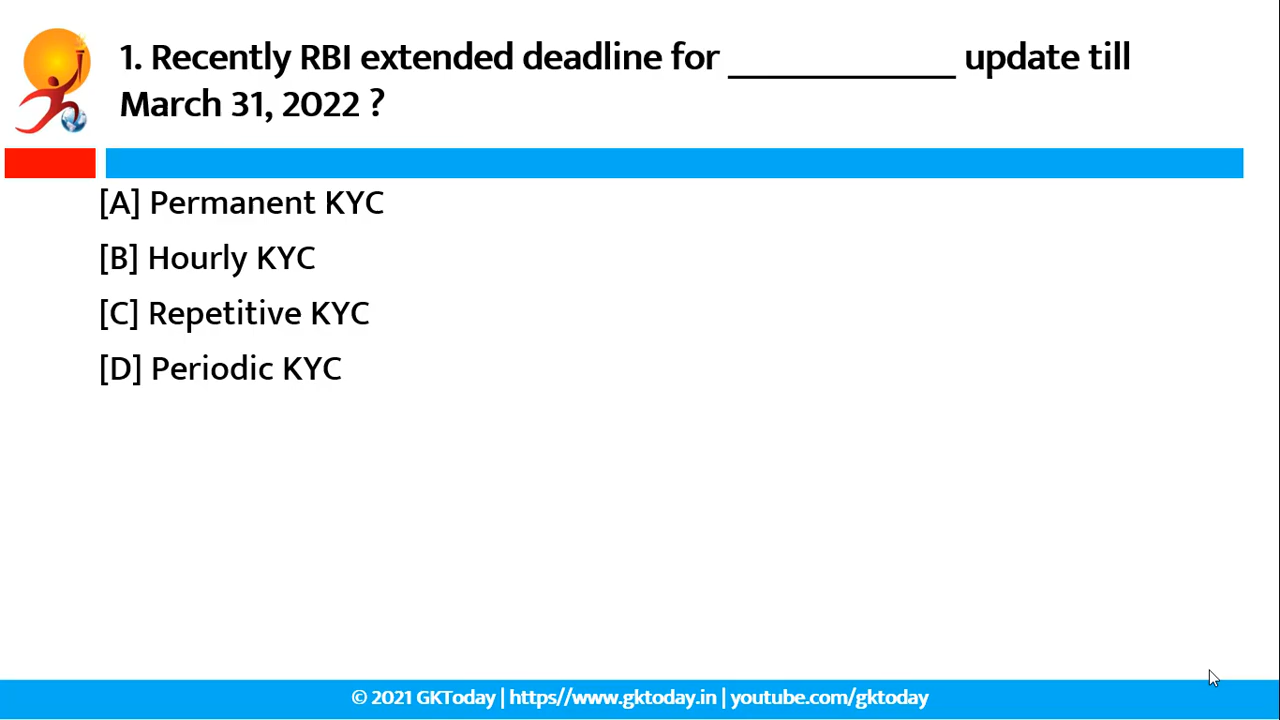 1. Recently RBI extended deadline for ____________ update till
March 31, 2022 ?
[A] Permanent KYC
[B] Hourly KYC
[C] Repetitive KYC
[D] Periodic KYC
© 2021 GKToday | https//www.gktoday.in | youtube.com/gktoday